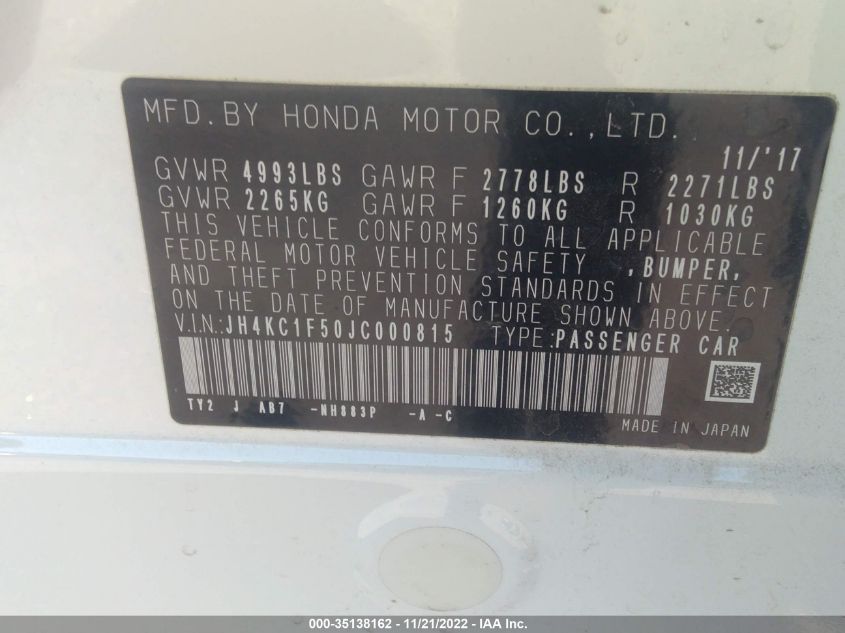 MFD.BY HONDA MOTOR CO.,LTD.
11/'17
GVWR 4993LBS GAWR F 2778LBS R 2271LBS
GVWR 2265KG GAWR F 1260KG R 1030KG
THIS VEHICLE CONFORMS TO ALL APPLICABLE
FEDERAL MOTOR VEHICLE SAFETY ,BUMPER,
AND THEFT PREVENTION STANDARDS IN EFFECT
ON THE DATE OF MANUFACTURE SHOWN ABOVE.
V.I.N.:JH4KC1F50JC000815 TYPE:PASSENGER CAR
TY2 J AB7 -NH883P -A -C
MADE IN JAPAN
000-35138162 - 11/21/2022 - IAA Inc.